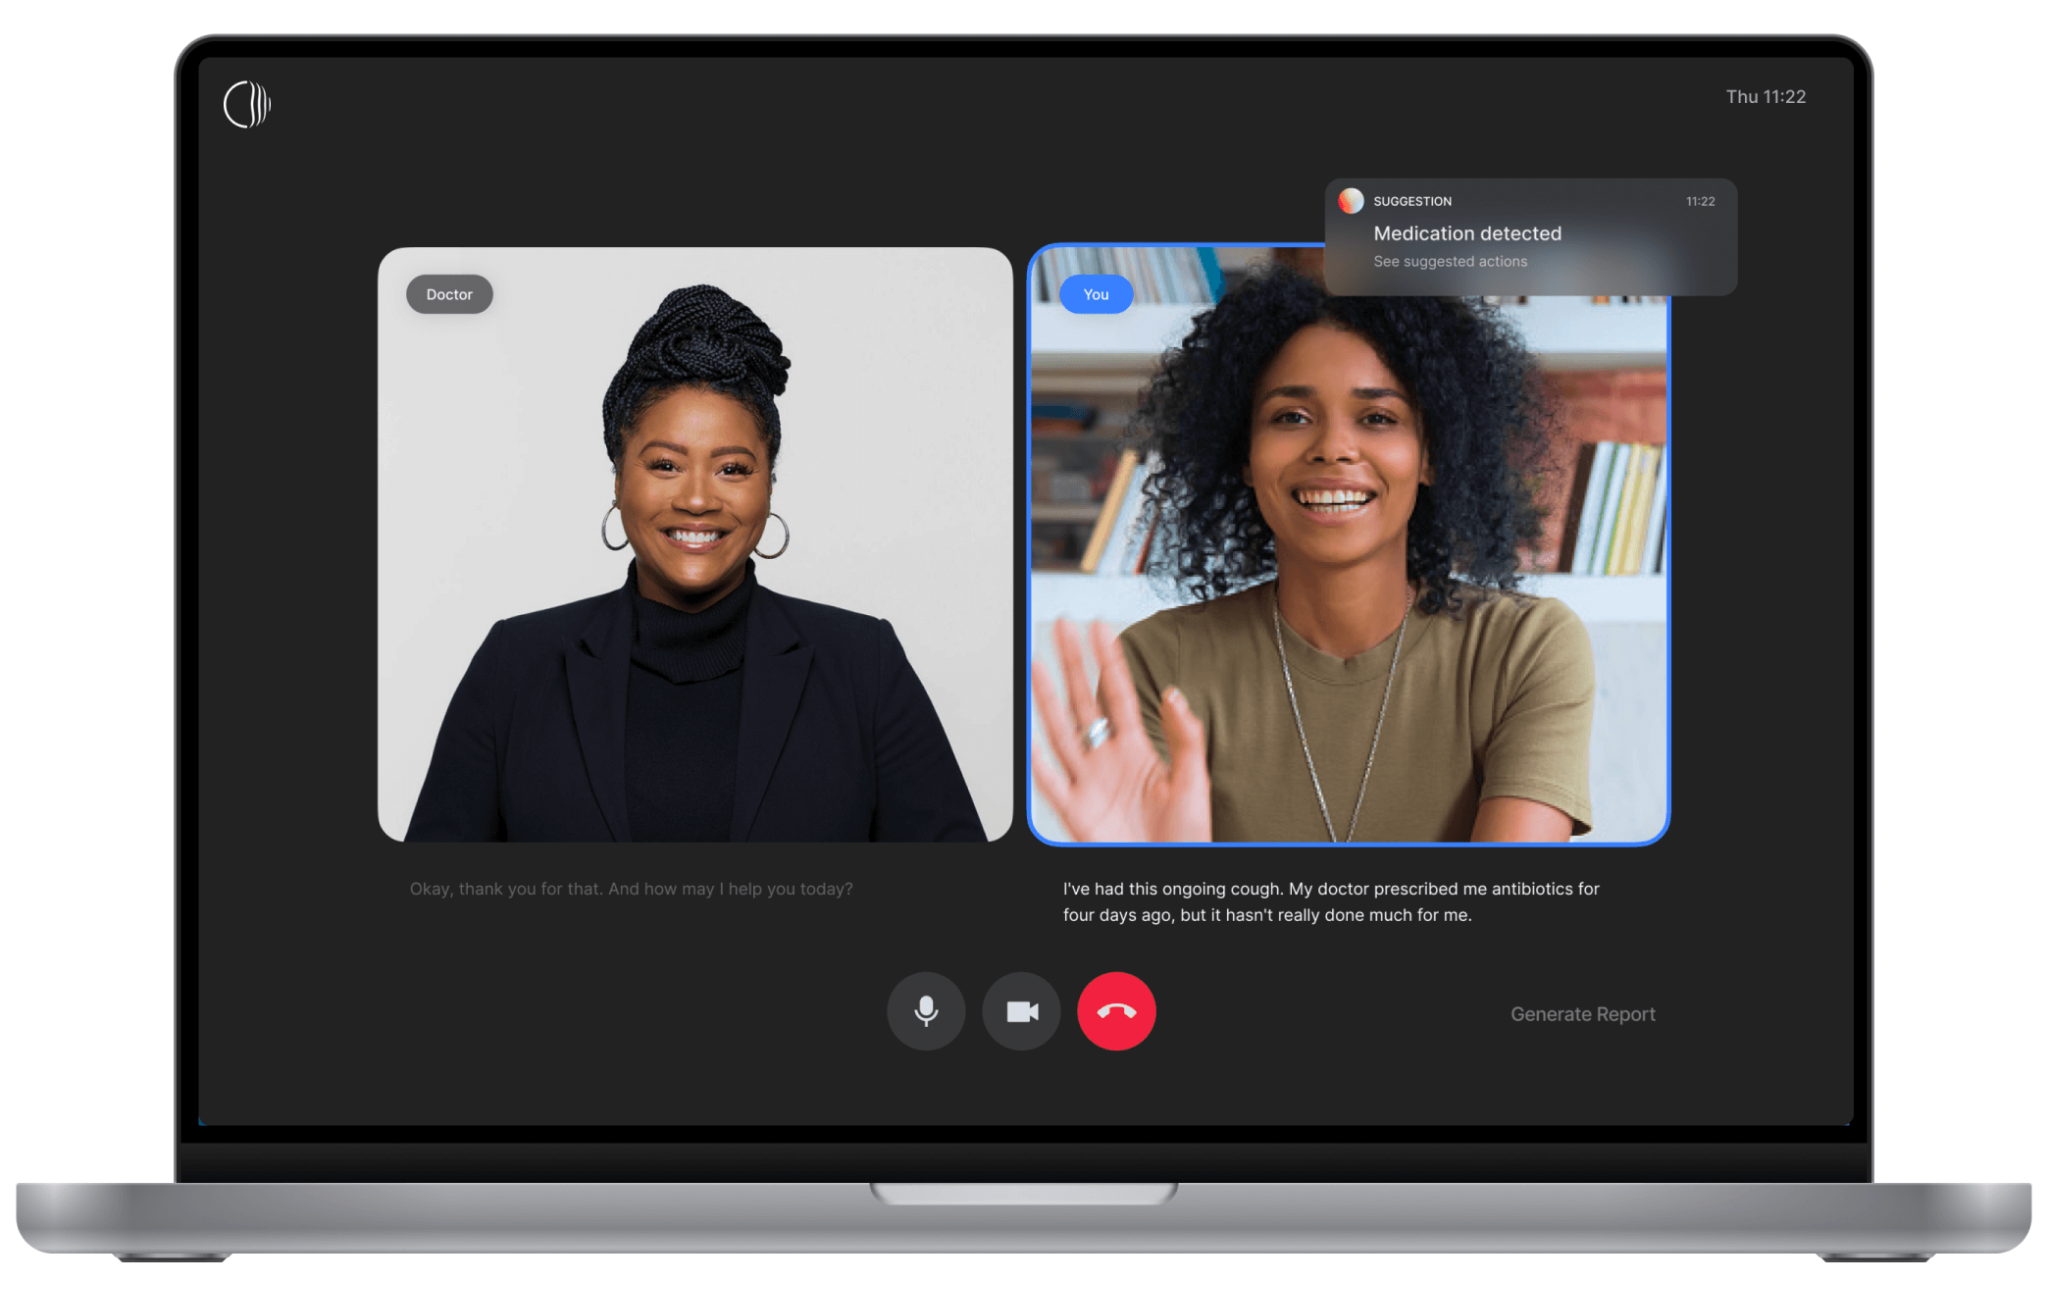 Thu 11:22
SUGGESTION 11:22
Medication detected
See suggested actions
Doctor
You
Okay, thank you for that. And how may I help you today?
I've had this ongoing cough. My doctor prescribed me antibiotics for
four days ago, but it hasn't really done much for me.
Generate Report